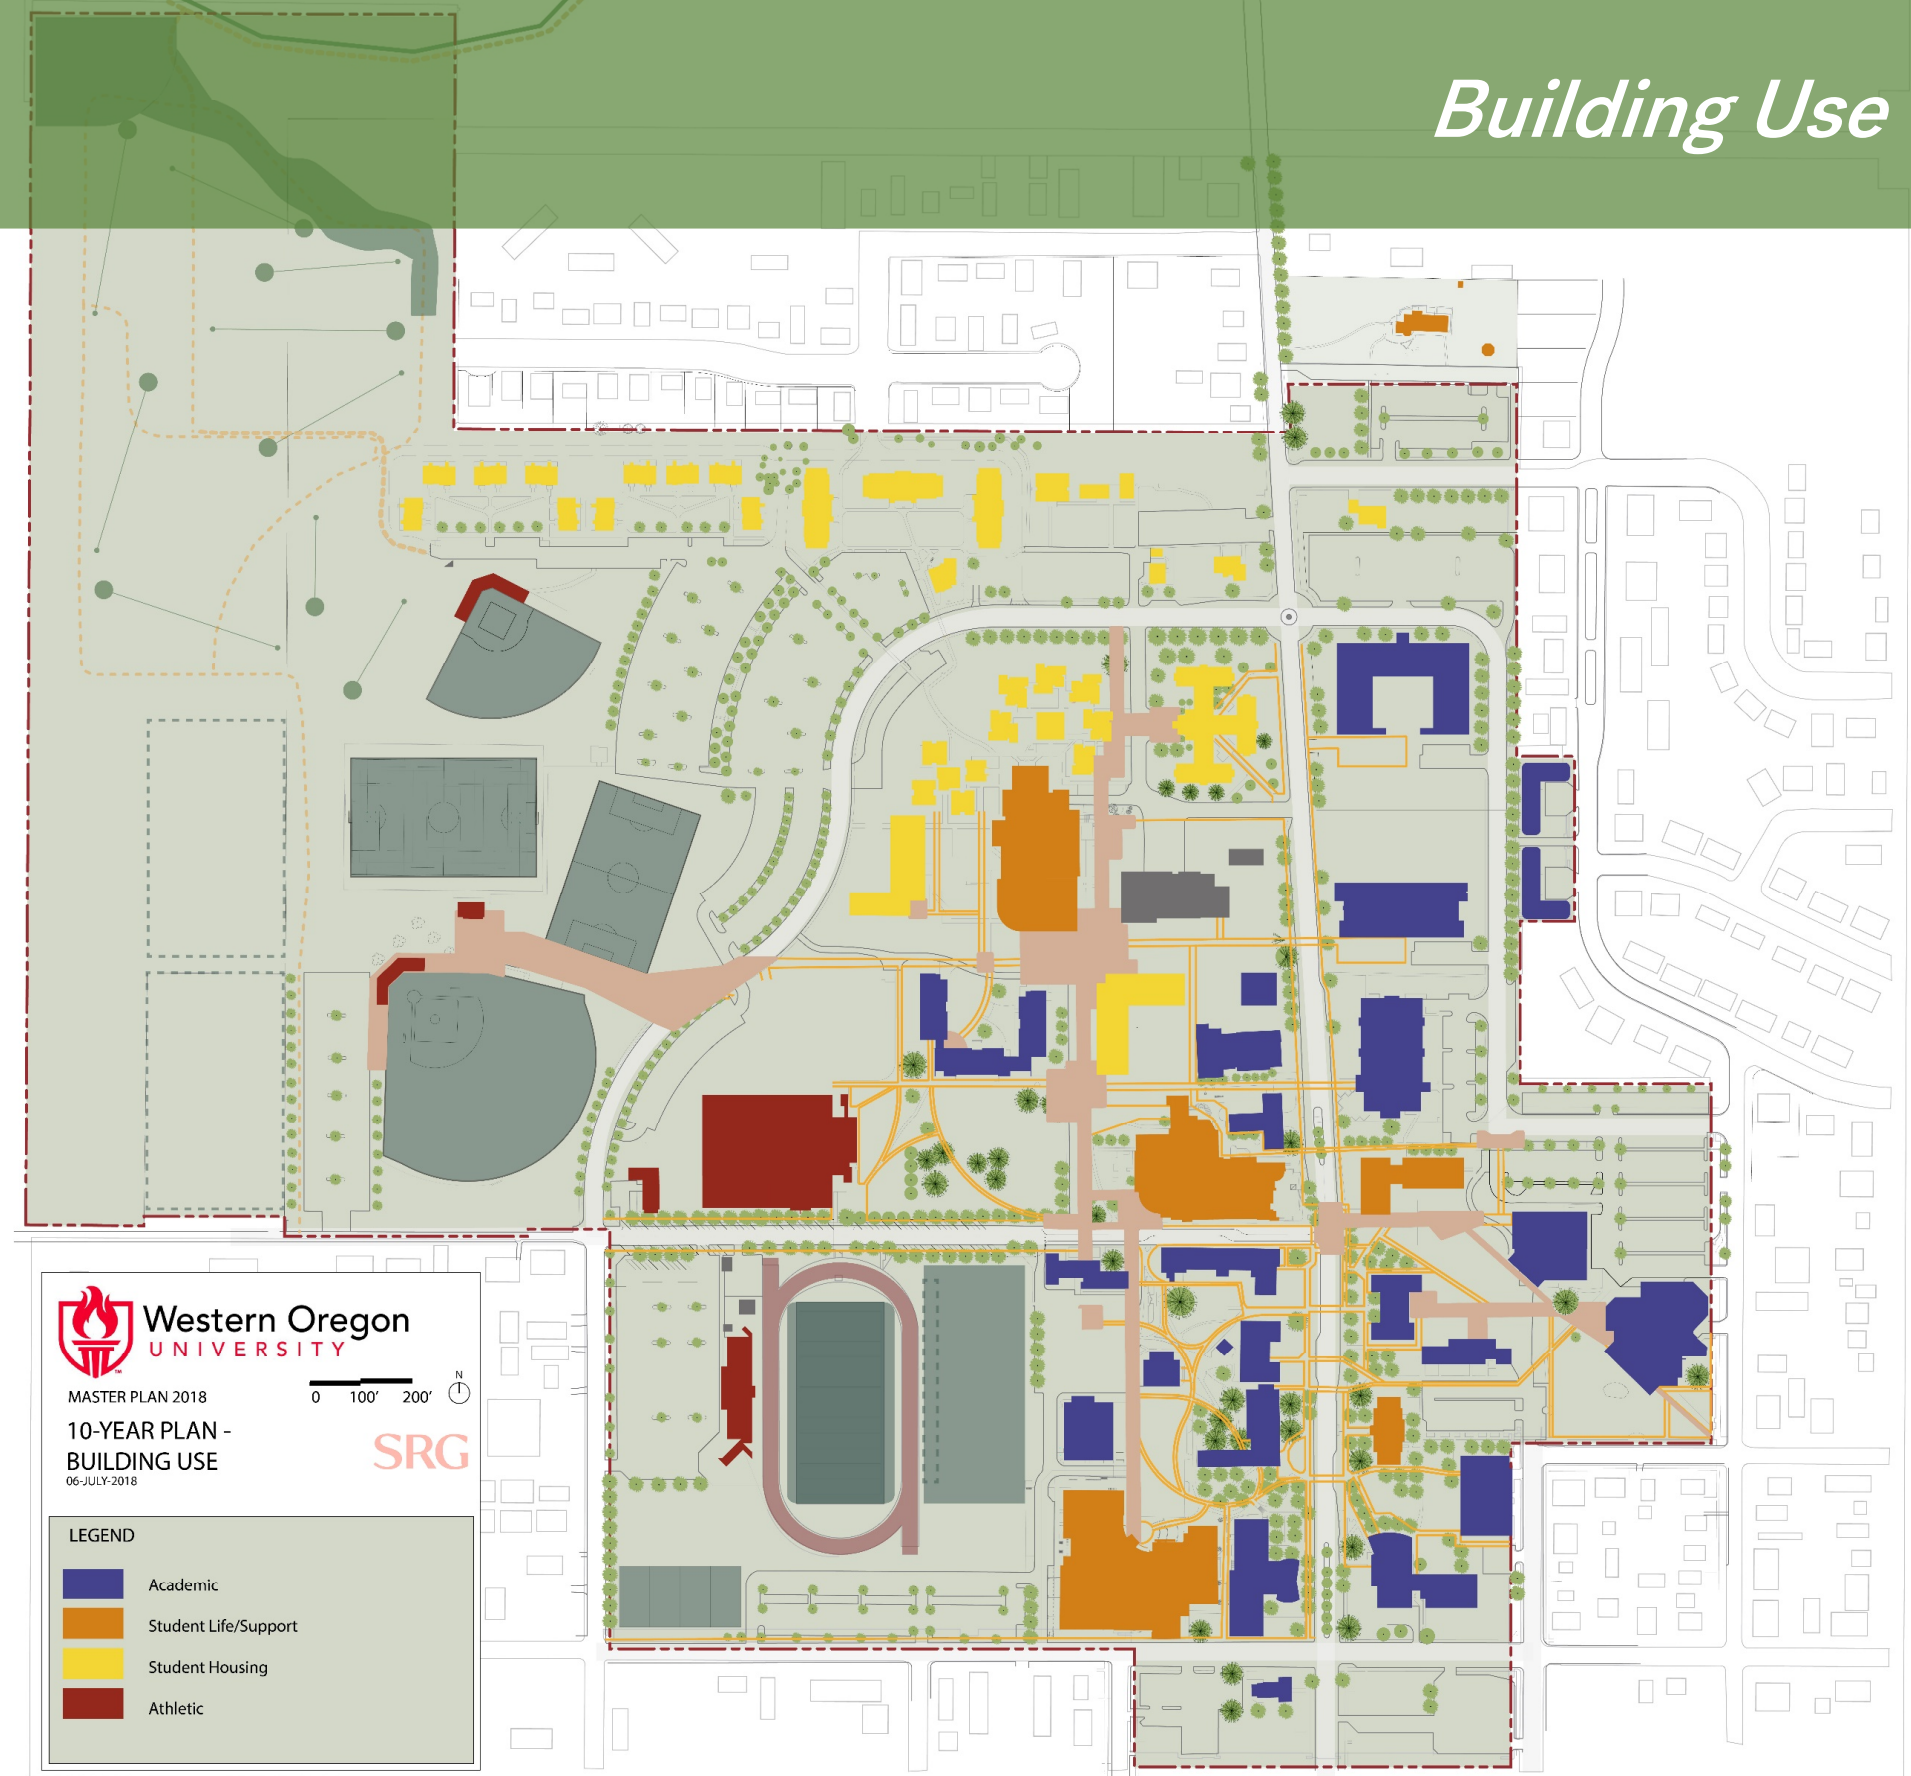 Building Use
Western Oregon
UNIVERSITY
MASTER PLAN 2018
0 100' 200'
N
10-YEAR PLAN -
BUILDING USE
06-JULY-2018
SRG
LEGEND
Academic
Student Life/Support
Student Housing
Athletic